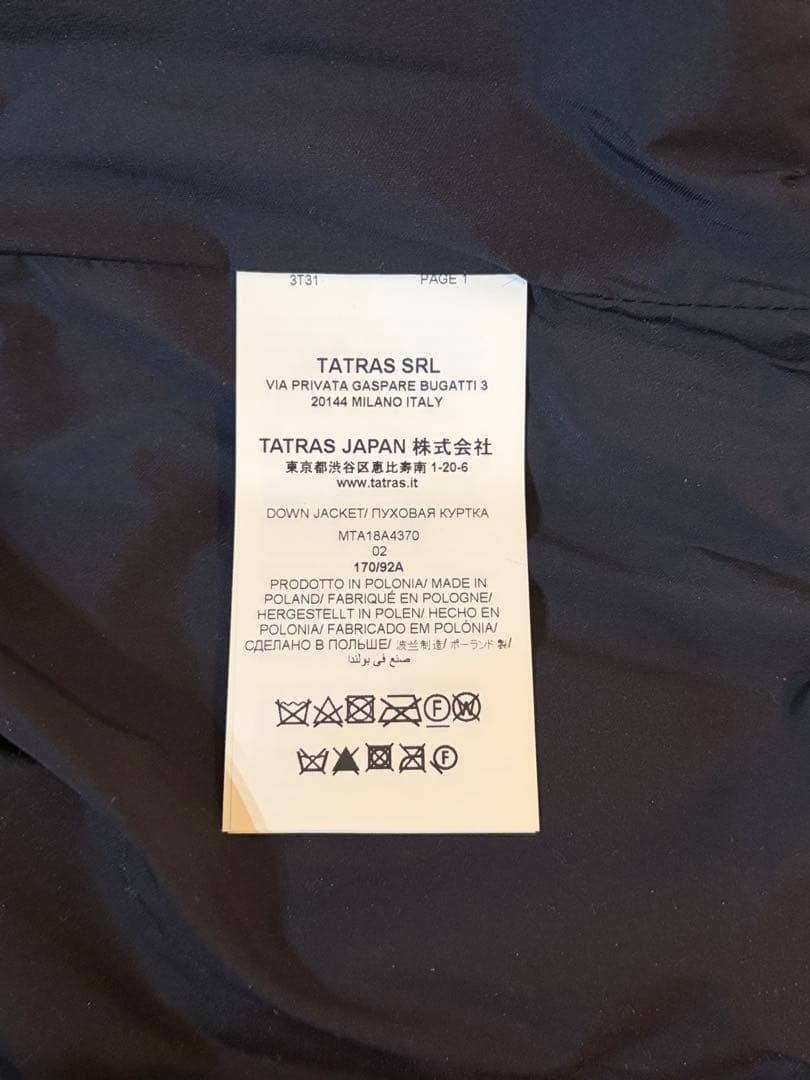 3T31 PAGE 1
TATRAS SRL
VIA PRIVATA GASPARE BUGATTI 3
20144 MILANO ITALY
TATRAS JAPAN 株式会社
東京都渋谷区恵比寿南 1-20-6
www.tatras.it
DOWN JACKET/ ПУХОВАЯ КУРТКА
MTA18A4370
02
170/92A
PRODOTTO IN POLONIA/ MADE IN
POLAND/ FABRIQUÉ EN POLOGNE/
HERGESTELLT IN POLEN/ HECHO EN
POLONIA/ FABRICADO EM POLÓNIA/
СДЕЛАНО В ПОЛЬШЕ/ 波兰制造/ ポーランド製/
صنع في بولندا
F W
F